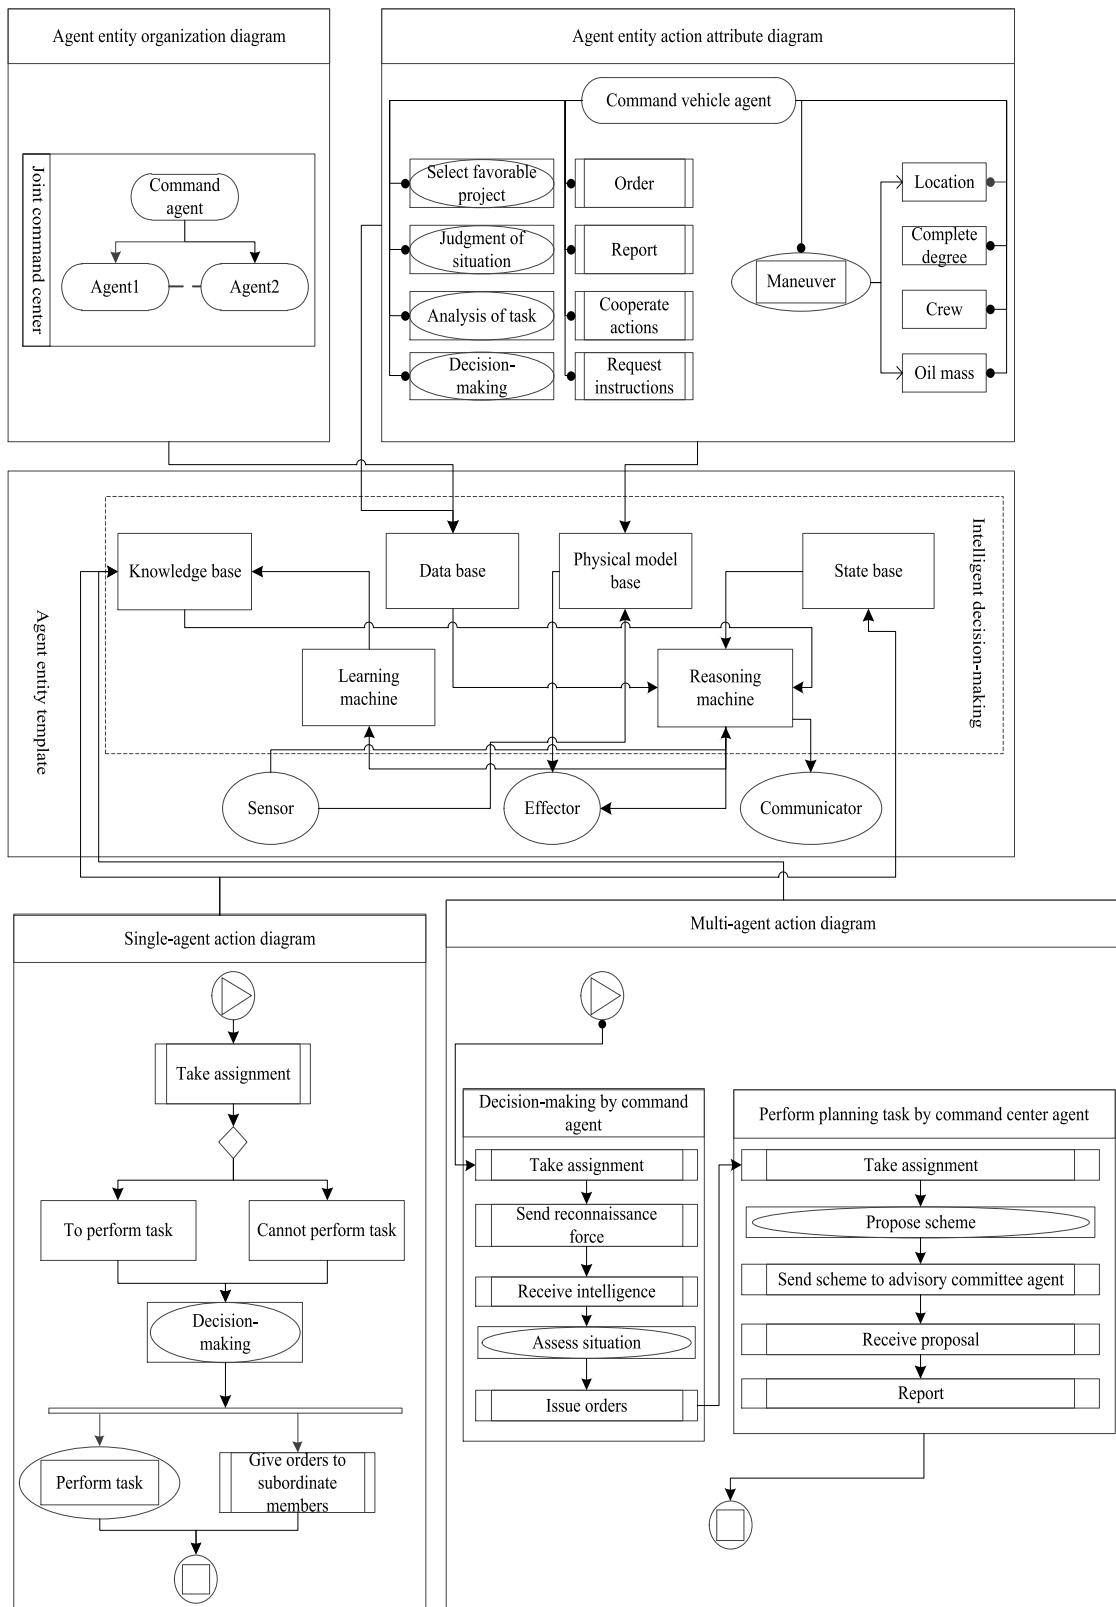 Agent entity organization diagram
Joint command center
Command
agent
Agent1
Agent2
Agent entity action attribute diagram
Command vehicle agent
Select favorable
project
Judgment of
situation
Analysis of task
Decision-
making
Order
Report
Cooperate
actions
Request
instructions
Maneuver
Location
Complete
degree
Crew
Oil mass
Agent entity template
Intelligent decision-making
Knowledge base
Data base
Physical model
base
State base
Learning
machine
Reasoning
machine
Sensor
Effector
Communicator
Single-agent action diagram
Take assignment
To perform task
Cannot perform task
Decision-
making
Perform task
Give orders to
subordinate
members
Multi-agent action diagram
Decision-making by command
agent
Take assignment
Send reconnaissance
force
Receive intelligence
Assess situation
Issue orders
Perform planning task by command center agent
Take assignment
Propose scheme
Send scheme to advisory committee agent
Receive proposal
Report